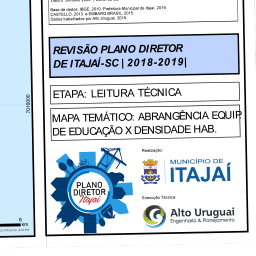 Base de dados: IBGE, 2010, Prefeitura Municipal de Itajaí, 2019.
CASTELLO, 2013 e EMBARQ BRASIL, 2015.
Dados trabalhados por Alto Uruguai, 2019.
REVISÃO PLANO DIRETOR
DE ITAJAÍ-SC | 2018-2019|
ETAPA: LEITURA TÉCNICA
MAPA TEMÁTICO: ABRANGÊNCIA EQUIP.
DE EDUCAÇÃO X DENSIDADE HAB.
Realização:
MUNICÍPIO DE
ITAJAÍ
PLANO
DIRETOR
Itajaí
Execução Técnica:
Alto Uruguai
Engenharia & Planejamento
6
km